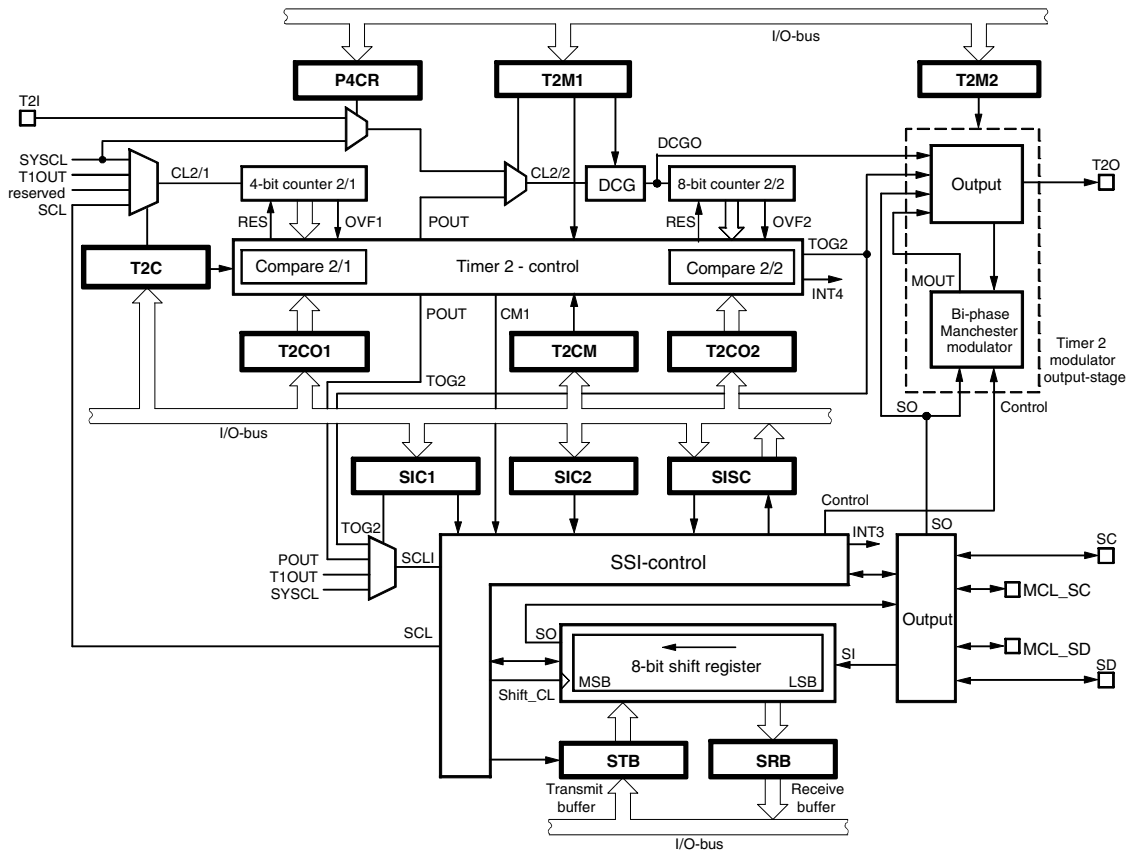 I/O-bus
P4CR
T2M1
T2M2
T2I
SYSCL
T1OUT
reserved
SCL
CL2/1
4-bit counter 2/1
CL2/2
DCG
DCGO
8-bit counter 2/2
Output
T2O
RES
OVF1
POUT
RES
OVF2
TOG2
T2C
Compare 2/1
Timer 2 - control
Compare 2/2
INT4
MOUT
Bi-phase
Manchester
modulator
Timer 2
modulator
output-stage
POUT
CM1
T2CO1
T2CM
T2CO2
TOG2
SO
Control
I/O-bus
SIC1
SIC2
SISC
Control
TOG2
POUT
T1OUT
SYSCL
SCLI
SSI-control
INT3
SO
SC
MCL_SC
Output
MCL_SD
SD
SCL
SO
8-bit shift register
MSB
LSB
SI
Shift_CL
STB
SRB
Transmit
buffer
Receive
buffer
I/O-bus